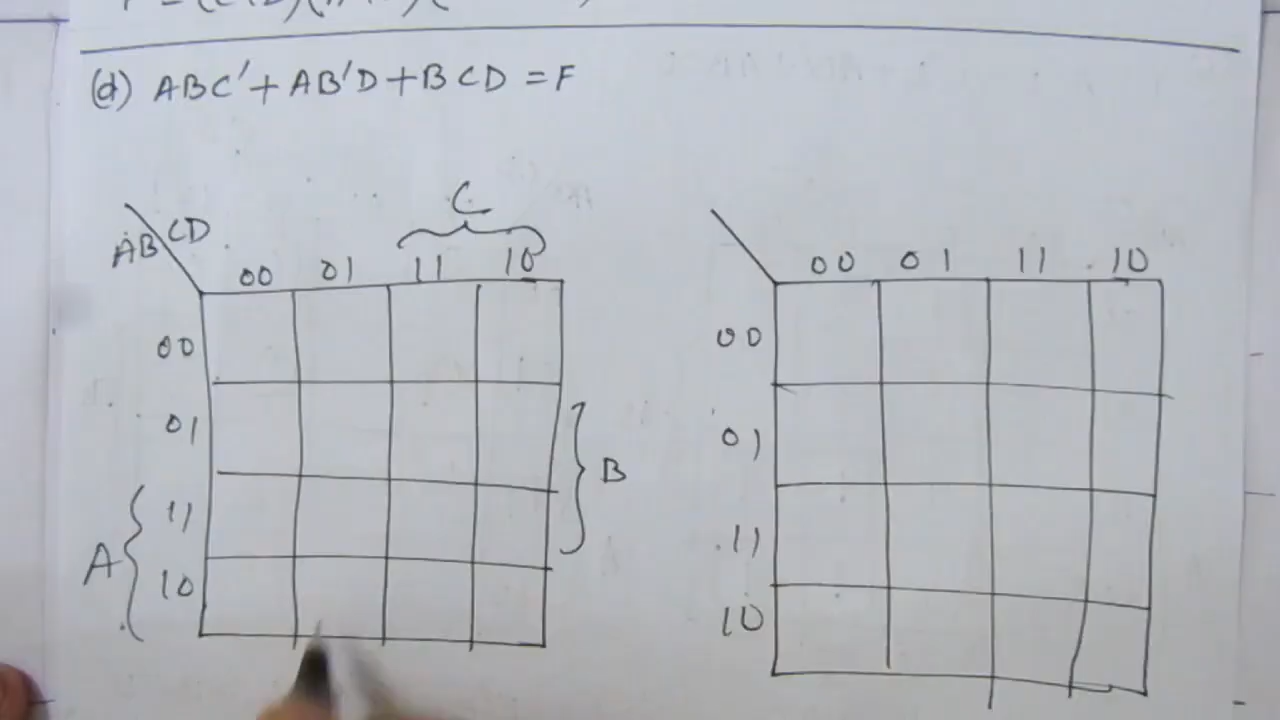 (d) ABC' + AB'D + BCD = F
C
AB CD
00 01 11 10
00
01
11
10
A
B
00 01 11 10
00
01
11
10